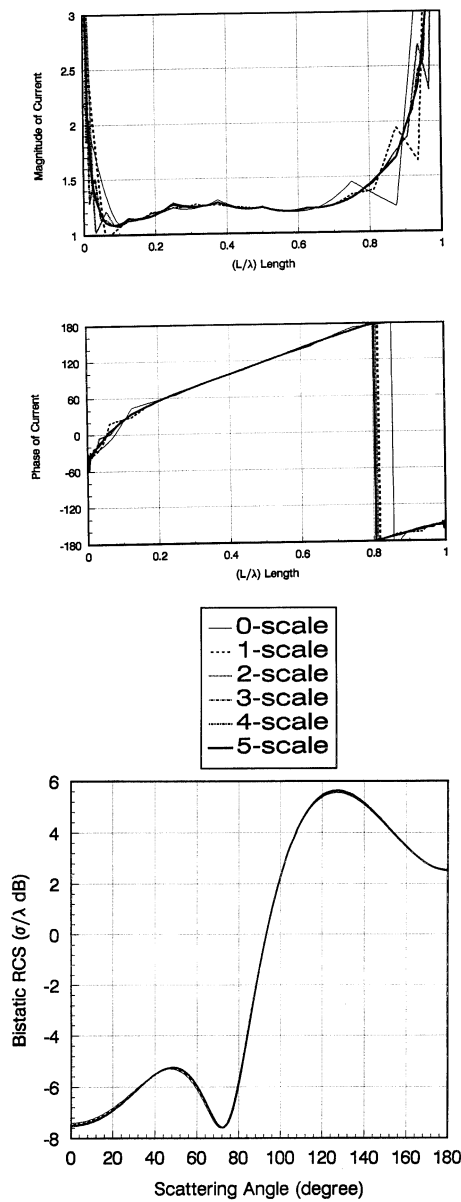 3
2.5
2
1.5
1
Magnitude of Current
0 0.2 0.4 0.6 0.8 1
(L/λ) Length
180
120
60
0
-60
-120
-180
Phase of Current
0 0.2 0.4 0.6 0.8 1
(L/λ) Length
0-scale
1-scale
2-scale
3-scale
4-scale
5-scale
6
4
2
0
-2
-4
-6
-8
Bistatic RCS (σ/λ dB)
0 20 40 60 80 100 120 140 160 180
Scattering Angle (degree)